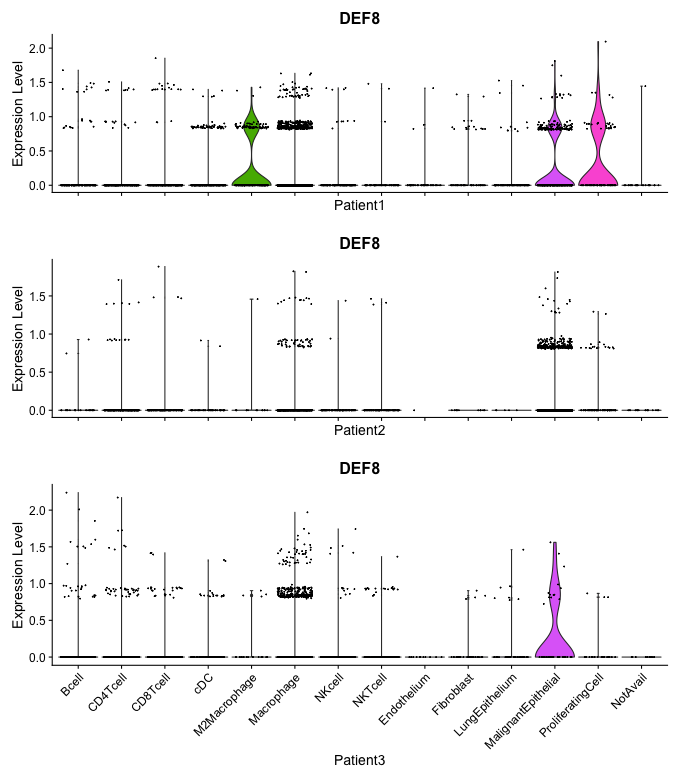 DEF8
Expression Level
2.0
1.5
1.0
0.5
0.0
Patient1
DEF8
Expression Level
1.5
1.0
0.5
0.0
Patient2
DEF8
Expression Level
2.0
1.5
1.0
0.5
0.0
Bcell
CD4Tcell
CD8Tcell
cDC
M2Macrophage
Macrophage
NKcell
NKTcell
Endothelium
Fibroblast
LungEpithelium
MalignantEpithelial
ProliferatingCell
NotAvail
Patient3